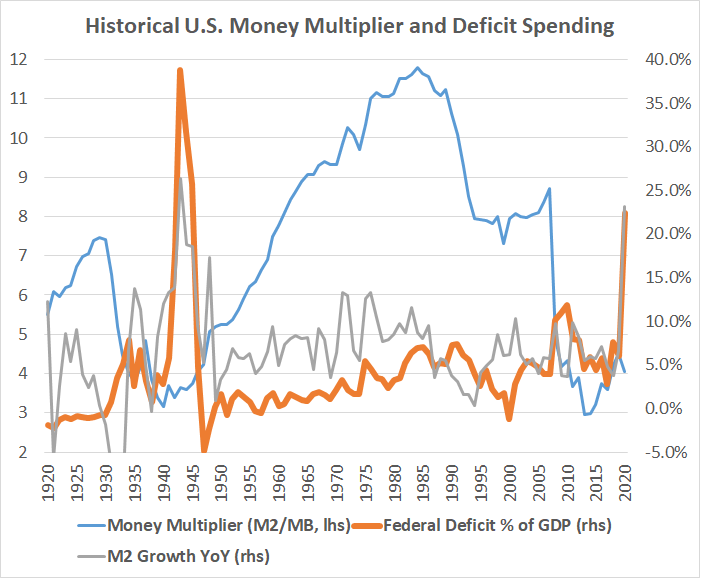 Historical U.S. Money Multiplier and Deficit Spending
12 40.0%
11 35.0%
10 30.0%
9 25.0%
8 20.0%
7 15.0%
6 10.0%
5 5.0%
4 0.0%
3 -5.0%
2
1920 1925 1930 1935 1940 1945 1950 1955 1960 1965 1970 1975 1980 1985 1990 1995 2000 2005 2010 2015 2020
Money Multiplier (M2/MB, lhs) Federal Deficit % of GDP (rhs)
M2 Growth YoY (rhs)